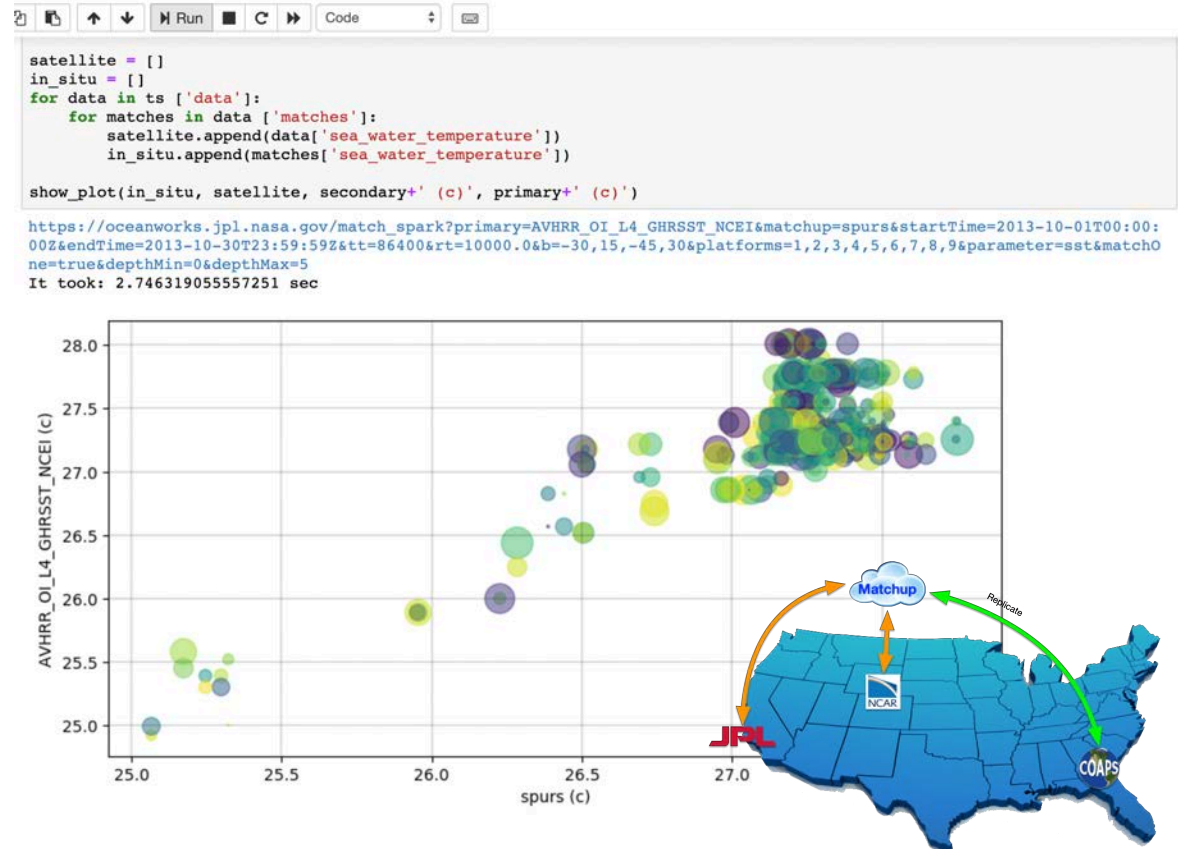 Run
Code
satellite = []
in_situ = []
for data in ts ['data']:
for matches in data ['matches']:
satellite.append(data['sea_water_temperature'])
in_situ.append(matches['sea_water_temperature'])
show_plot(in_situ, satellite, secondary+' (c)', primary+' (c)')
https://oceanworks.jpl.nasa.gov/match_spark?primary=AVHRR_OI_L4_GHRSST_NCEI&matchup=spurs&startTime=2013-10-01T00:00:
00Z&endTime=2013-10-30T23:59:59Z&tt=86400&rt=10000.0&b=-30,15,-45,30&platforms=1,2,3,4,5,6,7,8,9&parameter=sst&matchO
ne=true&depthMin=0&depthMax=5
It took: 2.746319055557251 sec
AVHRR_OI_L4_GHRSST_NCEI (c)
28.0
27.5
27.0
26.5
26.0
25.5
25.0
25.0 25.5 26.0 26.5 27.0
spurs (c)
Matchup
Replicate
NCAR
JPL
COAPS